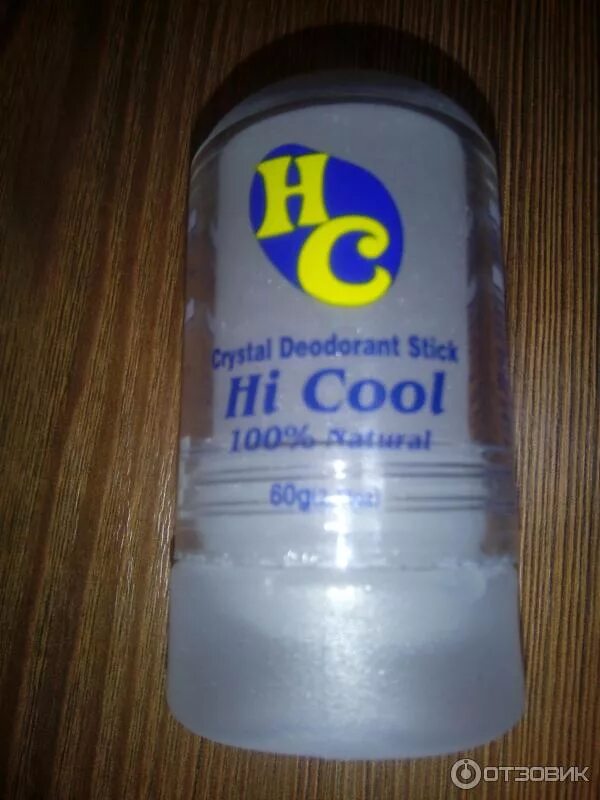 HC
Crystal Deodorant Stick
Hi Cool
100% Natural
60g
ОТЗОВИК